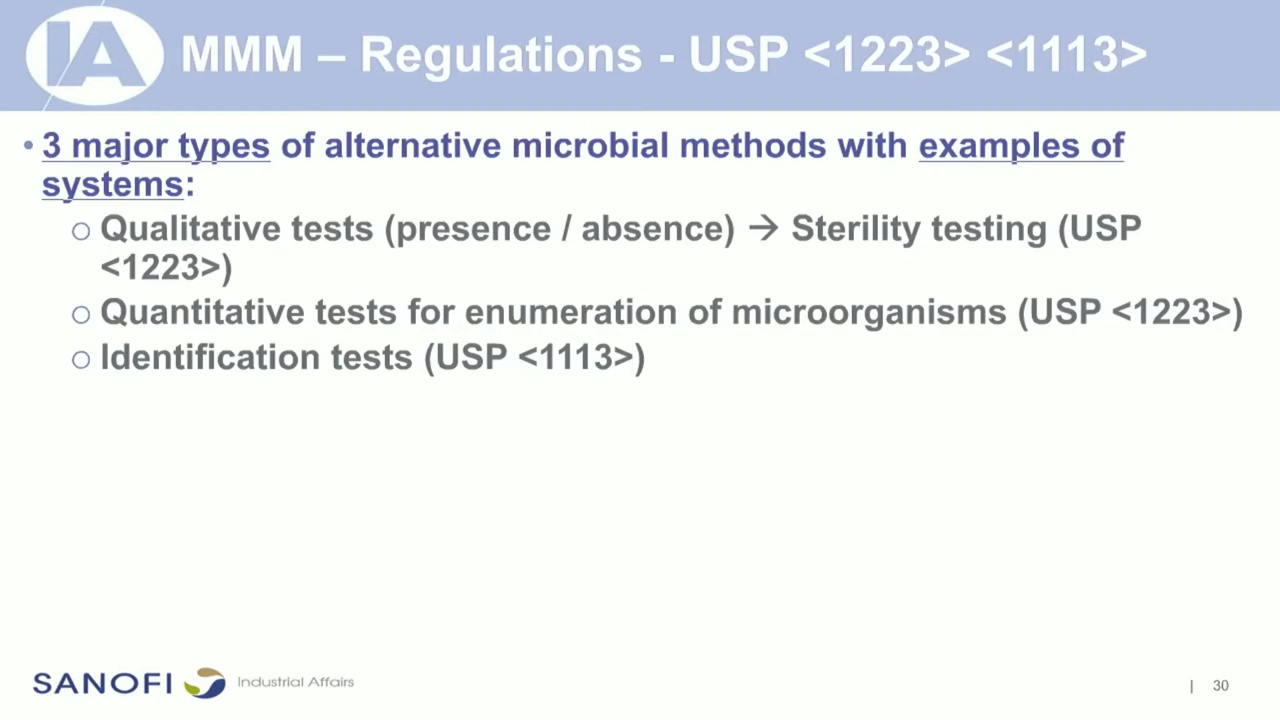 IA
MMM – Regulations - USP <1223> <1113>
• 3 major types of alternative microbial methods with examples of
systems:
o Qualitative tests (presence / absence) → Sterility testing (USP
<1223>)
o Quantitative tests for enumeration of microorganisms (USP <1223>)
o Identification tests (USP <1113>)
SANOFI Industrial Affairs
| 30